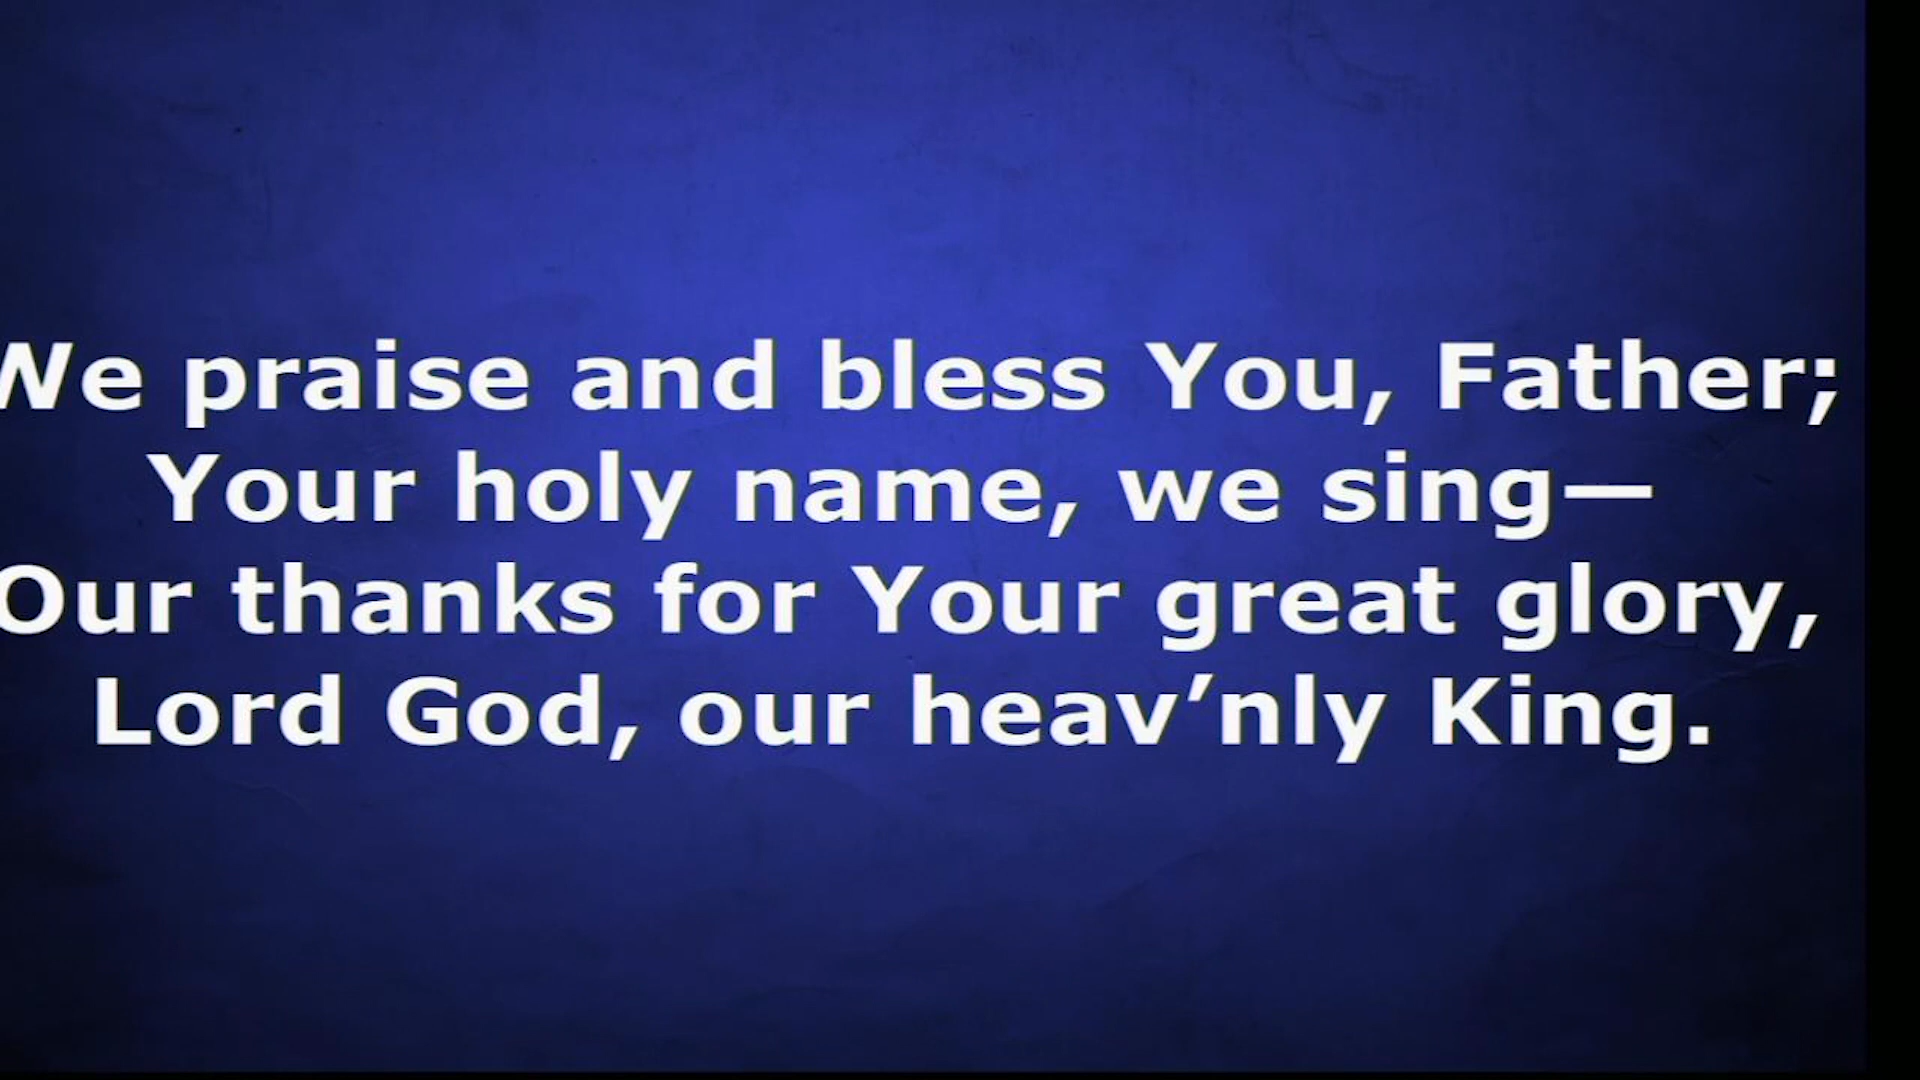 We praise and bless You, Father;
Your holy name, we sing—
Our thanks for Your great glory,
Lord God, our heav’nly King.